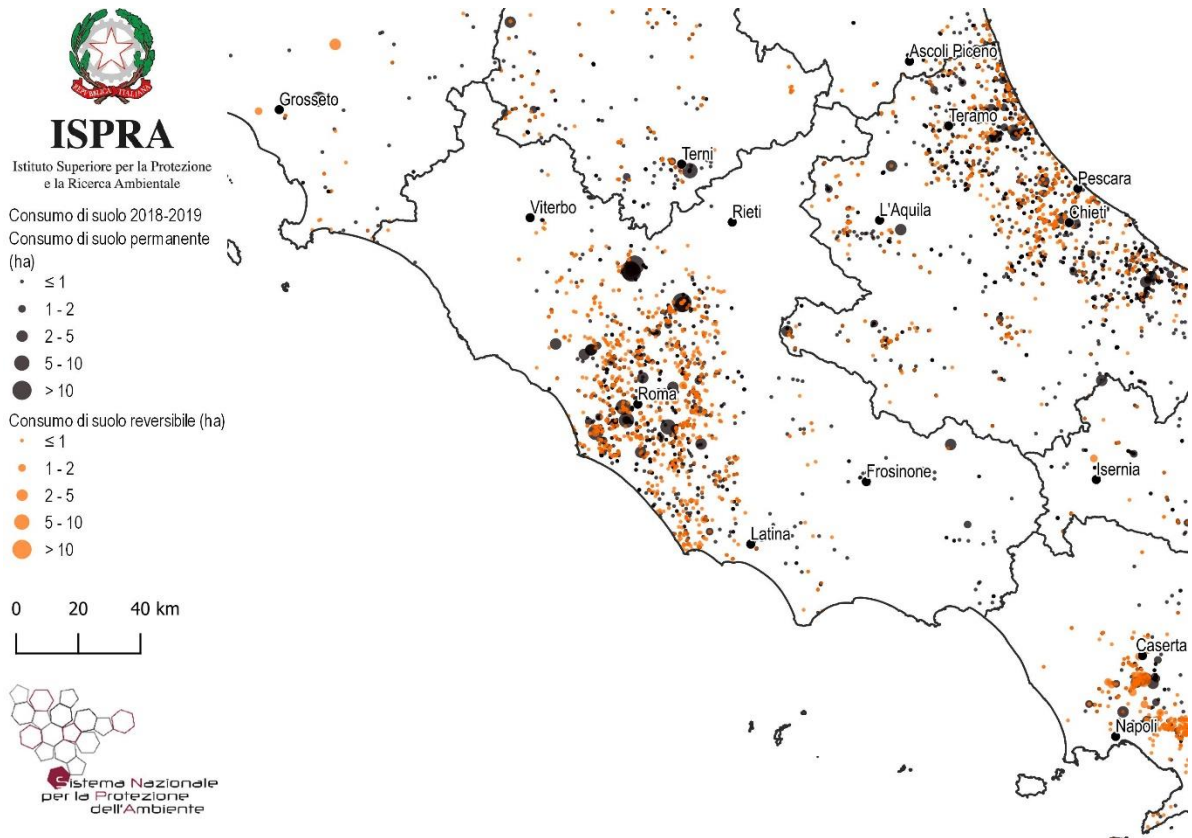 REPVBBLICA ITALIANA
ISPRA
Istituto Superiore per la Protezione
e la Ricerca Ambientale
Consumo di suolo 2018-2019
Consumo di suolo permanente
(ha)
≤ 1
1 - 2
2 - 5
5 - 10
> 10
Consumo di suolo reversibile (ha)
≤ 1
1 - 2
2 - 5
5 - 10
> 10
0 20 40 km
Sistema Nazionale
per la Protezione
dell'Ambiente
Ascoli Piceno
Grosseto
Teramo
Terni
Pescara
Viterbo
Rieti
L'Aquila
Chieti
Roma
Frosinone
Isernia
Latina
Caserta
Napoli